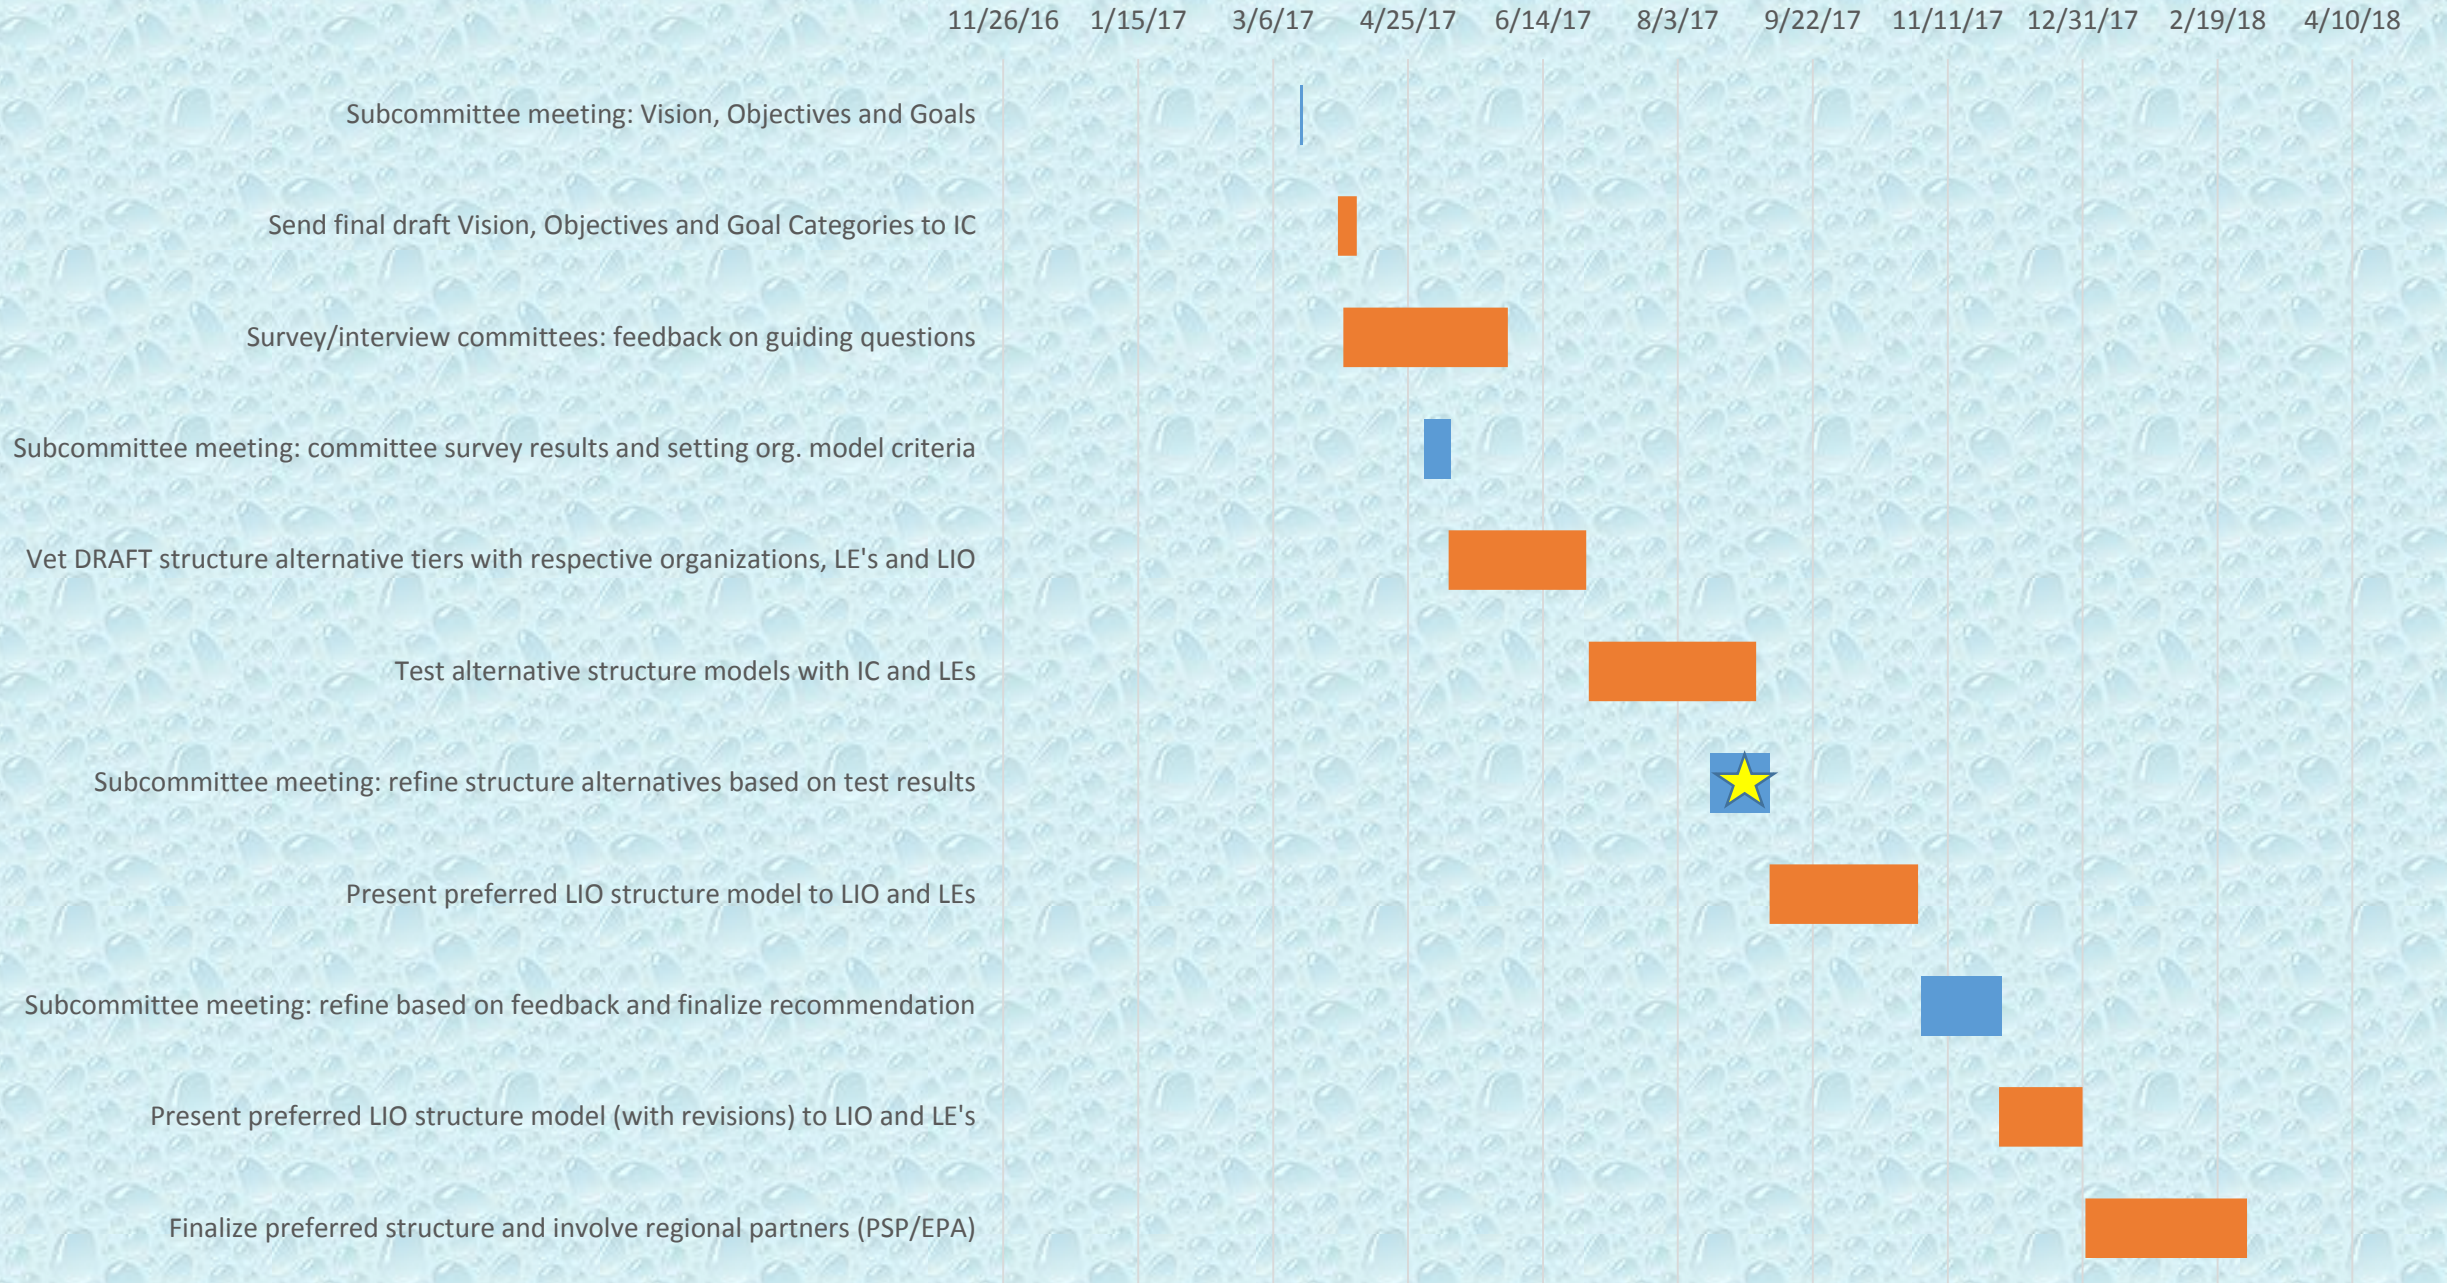 11/26/16 1/15/17 3/6/17 4/25/17 6/14/17 8/3/17 9/22/17 11/11/17 12/31/17 2/19/18 4/10/18
Subcommittee meeting: Vision, Objectives and Goals
Send final draft Vision, Objectives and Goal Categories to IC
Survey/interview committees: feedback on guiding questions
Subcommittee meeting: committee survey results and setting org. model criteria
Vet DRAFT structure alternative tiers with respective organizations, LE's and LIO
Test alternative structure models with IC and LEs
Subcommittee meeting: refine structure alternatives based on test results
Present preferred LIO structure model to LIO and LEs
Subcommittee meeting: refine based on feedback and finalize recommendation
Present preferred LIO structure model (with revisions) to LIO and LE's
Finalize preferred structure and involve regional partners (PSP/EPA)